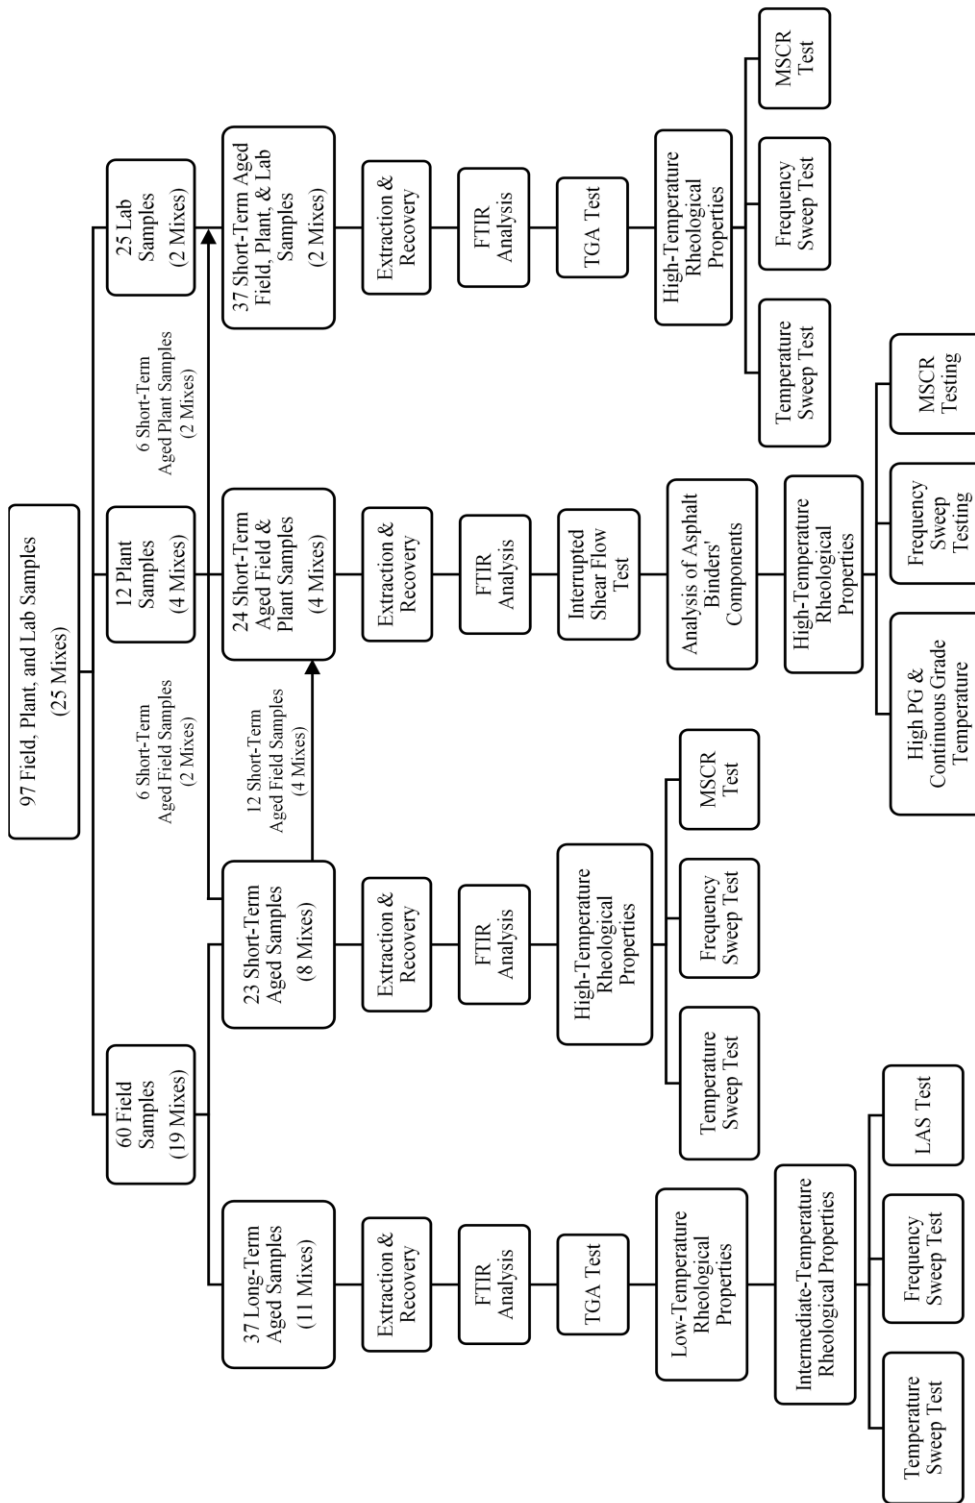 97 Field, Plant, and Lab Samples
(25 Mixes)
60 Field
Samples
(19 Mixes)
12 Plant
Samples
(4 Mixes)
25 Lab
Samples
(2 Mixes)
6 Short-Term
Aged Field Samples
(2 Mixes)
6 Short-Term
Aged Plant Samples
(2 Mixes)
37 Long-Term
Aged Samples
(11 Mixes)
23 Short-Term
Aged Samples
(8 Mixes)
12 Short-Term
Aged Field Samples
(4 Mixes)
24 Short-Term
Aged Field &
Plant Samples
(4 Mixes)
37 Short-Term Aged
Field, Plant, & Lab
Samples
(2 Mixes)
Extraction &
Recovery
FTIR
Analysis
TGA Test
Low-Temperature
Rheological
Properties
Intermediate-Temperature
Rheological Properties
Temperature
Sweep Test
Frequency
Sweep Test
LAS Test
Extraction &
Recovery
FTIR
Analysis
High-Temperature
Rheological
Properties
Temperature
Sweep Test
Frequency
Sweep Test
MSCR
Test
Extraction &
Recovery
FTIR
Analysis
Interrupted
Shear Flow
Test
Analysis of Asphalt
Binders'
Components
High-Temperature
Rheological
Properties
High PG &
Continuous Grade
Temperature
Frequency
Sweep
Testing
MSCR
Testing
Extraction &
Recovery
FTIR
Analysis
TGA Test
High-Temperature
Rheological
Properties
Temperature
Sweep Test
Frequency
Sweep Test
MSCR
Test